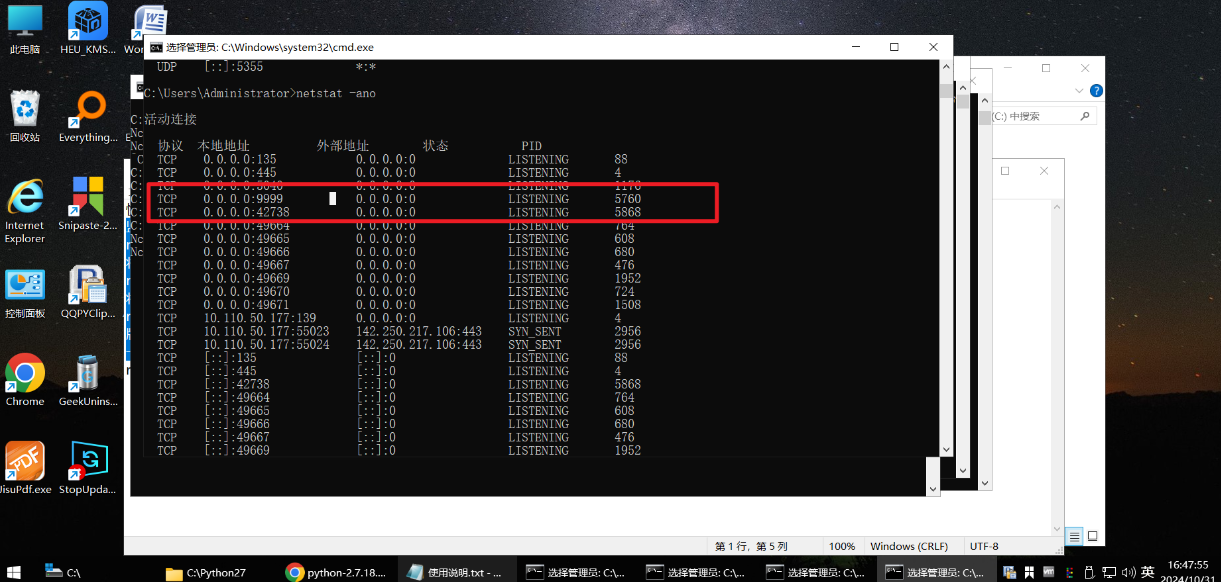 此电脑
HEU_KMS...
回收站
Everything...
Internet
Explorer
Snipaste-2...
控制面板
QQPYClip...
Chrome
GeekUnins...
JisuPdf.exe
StopUpda...
选择管理员: C:\Windows\system32\cmd.exe
UDP [::]:5355 *:*
C:\Users\Administrator>netstat -ano
活动连接
协议 本地地址 外部地址 状态 PID
TCP 0.0.0.0:135 0.0.0.0:0 LISTENING 88
TCP 0.0.0.0:445 0.0.0.0:0 LISTENING 4
TCP 0.0.0.0:5040 0.0.0.0:0 LISTENING 1176
TCP 0.0.0.0:9999 0.0.0.0:0 LISTENING 5760
TCP 0.0.0.0:42738 0.0.0.0:0 LISTENING 5868
TCP 0.0.0.0:49664 0.0.0.0:0 LISTENING 764
TCP 0.0.0.0:49665 0.0.0.0:0 LISTENING 608
TCP 0.0.0.0:49666 0.0.0.0:0 LISTENING 680
TCP 0.0.0.0:49667 0.0.0.0:0 LISTENING 476
TCP 0.0.0.0:49669 0.0.0.0:0 LISTENING 1952
TCP 0.0.0.0:49670 0.0.0.0:0 LISTENING 724
TCP 0.0.0.0:49671 0.0.0.0:0 LISTENING 1508
TCP 10.110.50.177:139 0.0.0.0:0 LISTENING 4
TCP 10.110.50.177:55023 142.250.217.106:443 SYN_SENT 2956
TCP 10.110.50.177:55024 142.250.217.106:443 SYN_SENT 2956
TCP [::]:135 [::]:0 LISTENING 88
TCP [::]:445 [::]:0 LISTENING 4
TCP [::]:42738 [::]:0 LISTENING 5868
TCP [::]:49664 [::]:0 LISTENING 764
TCP [::]:49665 [::]:0 LISTENING 608
TCP [::]:49666 [::]:0 LISTENING 680
TCP [::]:49667 [::]:0 LISTENING 476
TCP [::]:49669 [::]:0 LISTENING 1952
(C:) 中搜索
第 1 行，第 5 列 100% Windows (CRLF) UTF-8
C:\ C:\Python27 python-2.7.18.... 使用说明.txt - ... 选择管理员: C:\... 选择管理员: C:\... 选择管理员: C:\... 选择管理员: C:\...
英
16:47:55